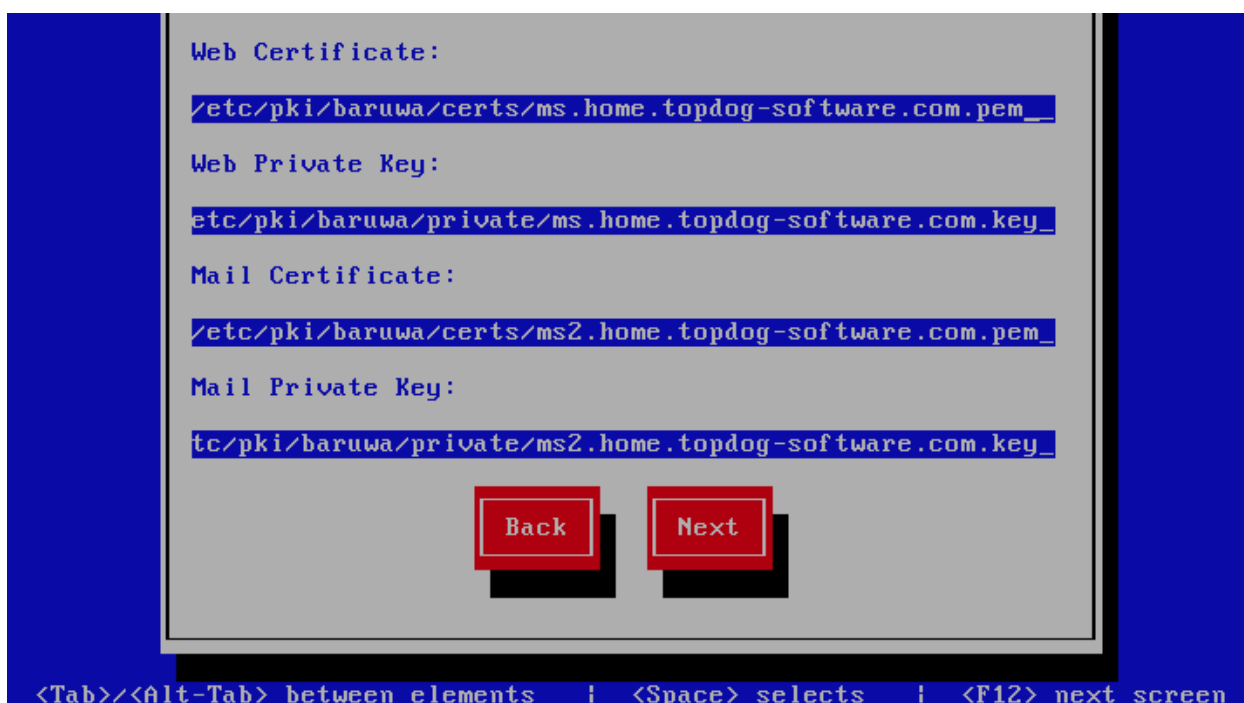 Web Certificate:
/etc/pki/baruwa/certs/ms.home.topdog-software.com.pem__
Web Private Key:
etc/pki/baruwa/private/ms.home.topdog-software.com.key_
Mail Certificate:
/etc/pki/baruwa/certs/ms2.home.topdog-software.com.pem_
Mail Private Key:
tc/pki/baruwa/private/ms2.home.topdog-software.com.key_
Back Next
<Tab>/<Alt-Tab> between elements | <Space> selects | <F12> next screen